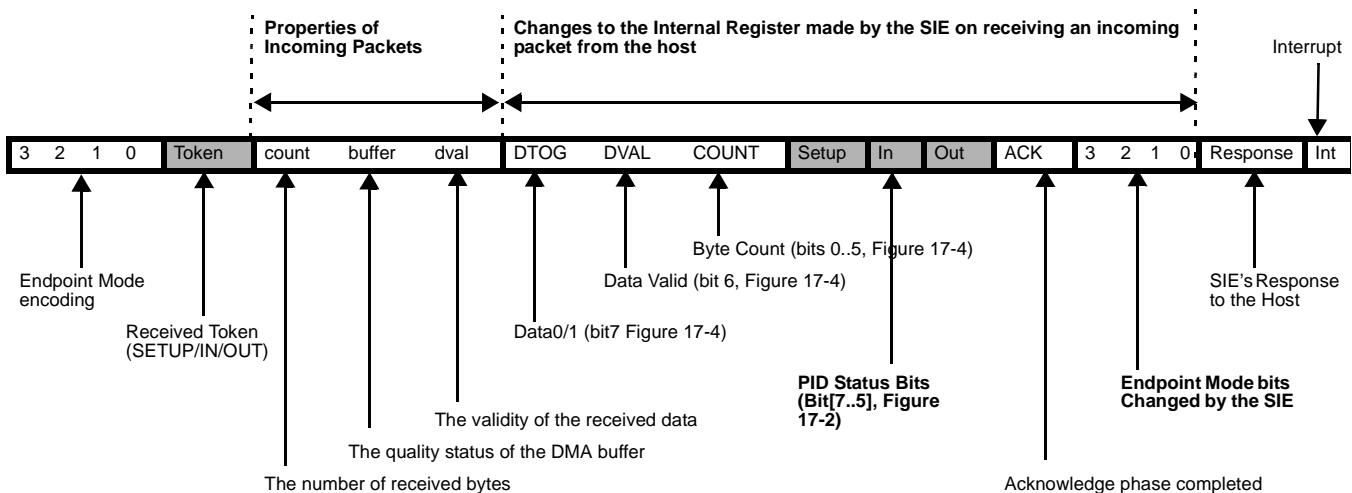 Properties of
Incoming Packets
Changes to the Internal Register made by the SIE on receiving an incoming
packet from the host
Interrupt
3 2 1 0 Token count buffer dval DTOG DVAL COUNT Setup In Out ACK 3 2 1 0 Response Int
Byte Count (bits 0..5, Figure 17-4)
Endpoint Mode
encoding
Data Valid (bit 6, Figure 17-4)
SIE's Response
to the Host
Received Token
(SETUP/IN/OUT)
Data0/1 (bit7 Figure 17-4)
PID Status Bits
(Bit[7..5], Figure
17-2)
Endpoint Mode bits
Changed by the SIE
The validity of the received data
The quality status of the DMA buffer
The number of received bytes
Acknowledge phase completed